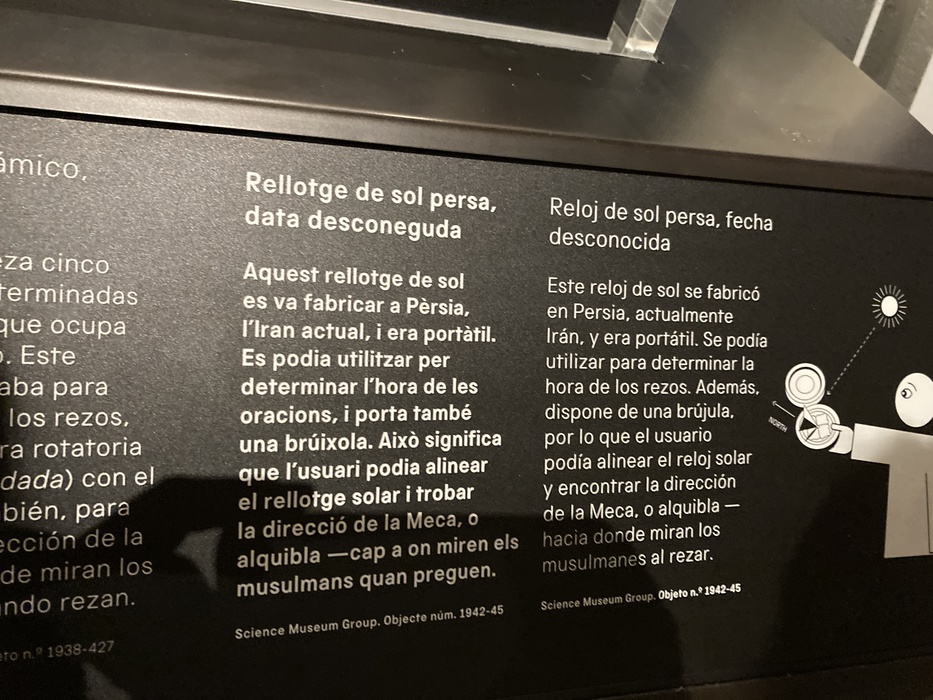 ámico,
eza cinco
terminadas
que ocupa
o. Este
aba para
los rezos,
ra rotatoria
dada) con el
bién, para
ección de la
de miran los
ando rezan.
eto n.º 1938-427
Rellotge de sol persa,
data desconeguda
Aquest rellotge de sol
es va fabricar a Pèrsia,
l’Iran actual, i era portàtil.
Es podia utilitzar per
determinar l’hora de les
oracions, i porta també
una brúixola. Això significa
que l’usuari podia alinear
el rellotge solar i trobar
la direcció de la Meca, o
alquibla —cap a on miren els
musulmans quan preguen.
Science Museum Group. Objecte núm. 1942-45
Reloj de sol persa, fecha
desconocida
Este reloj de sol se fabricó
en Persia, actualmente
Irán, y era portátil. Se podía
utilizar para determinar la
hora de los rezos. Además,
dispone de una brújula,
por lo que el usuario
podía alinear el reloj solar
y encontrar la dirección
de la Meca, o alquibla —
hacia donde miran los
musulmanes al rezar.
Science Museum Group. Objeto n.º 1942-45
NORTH